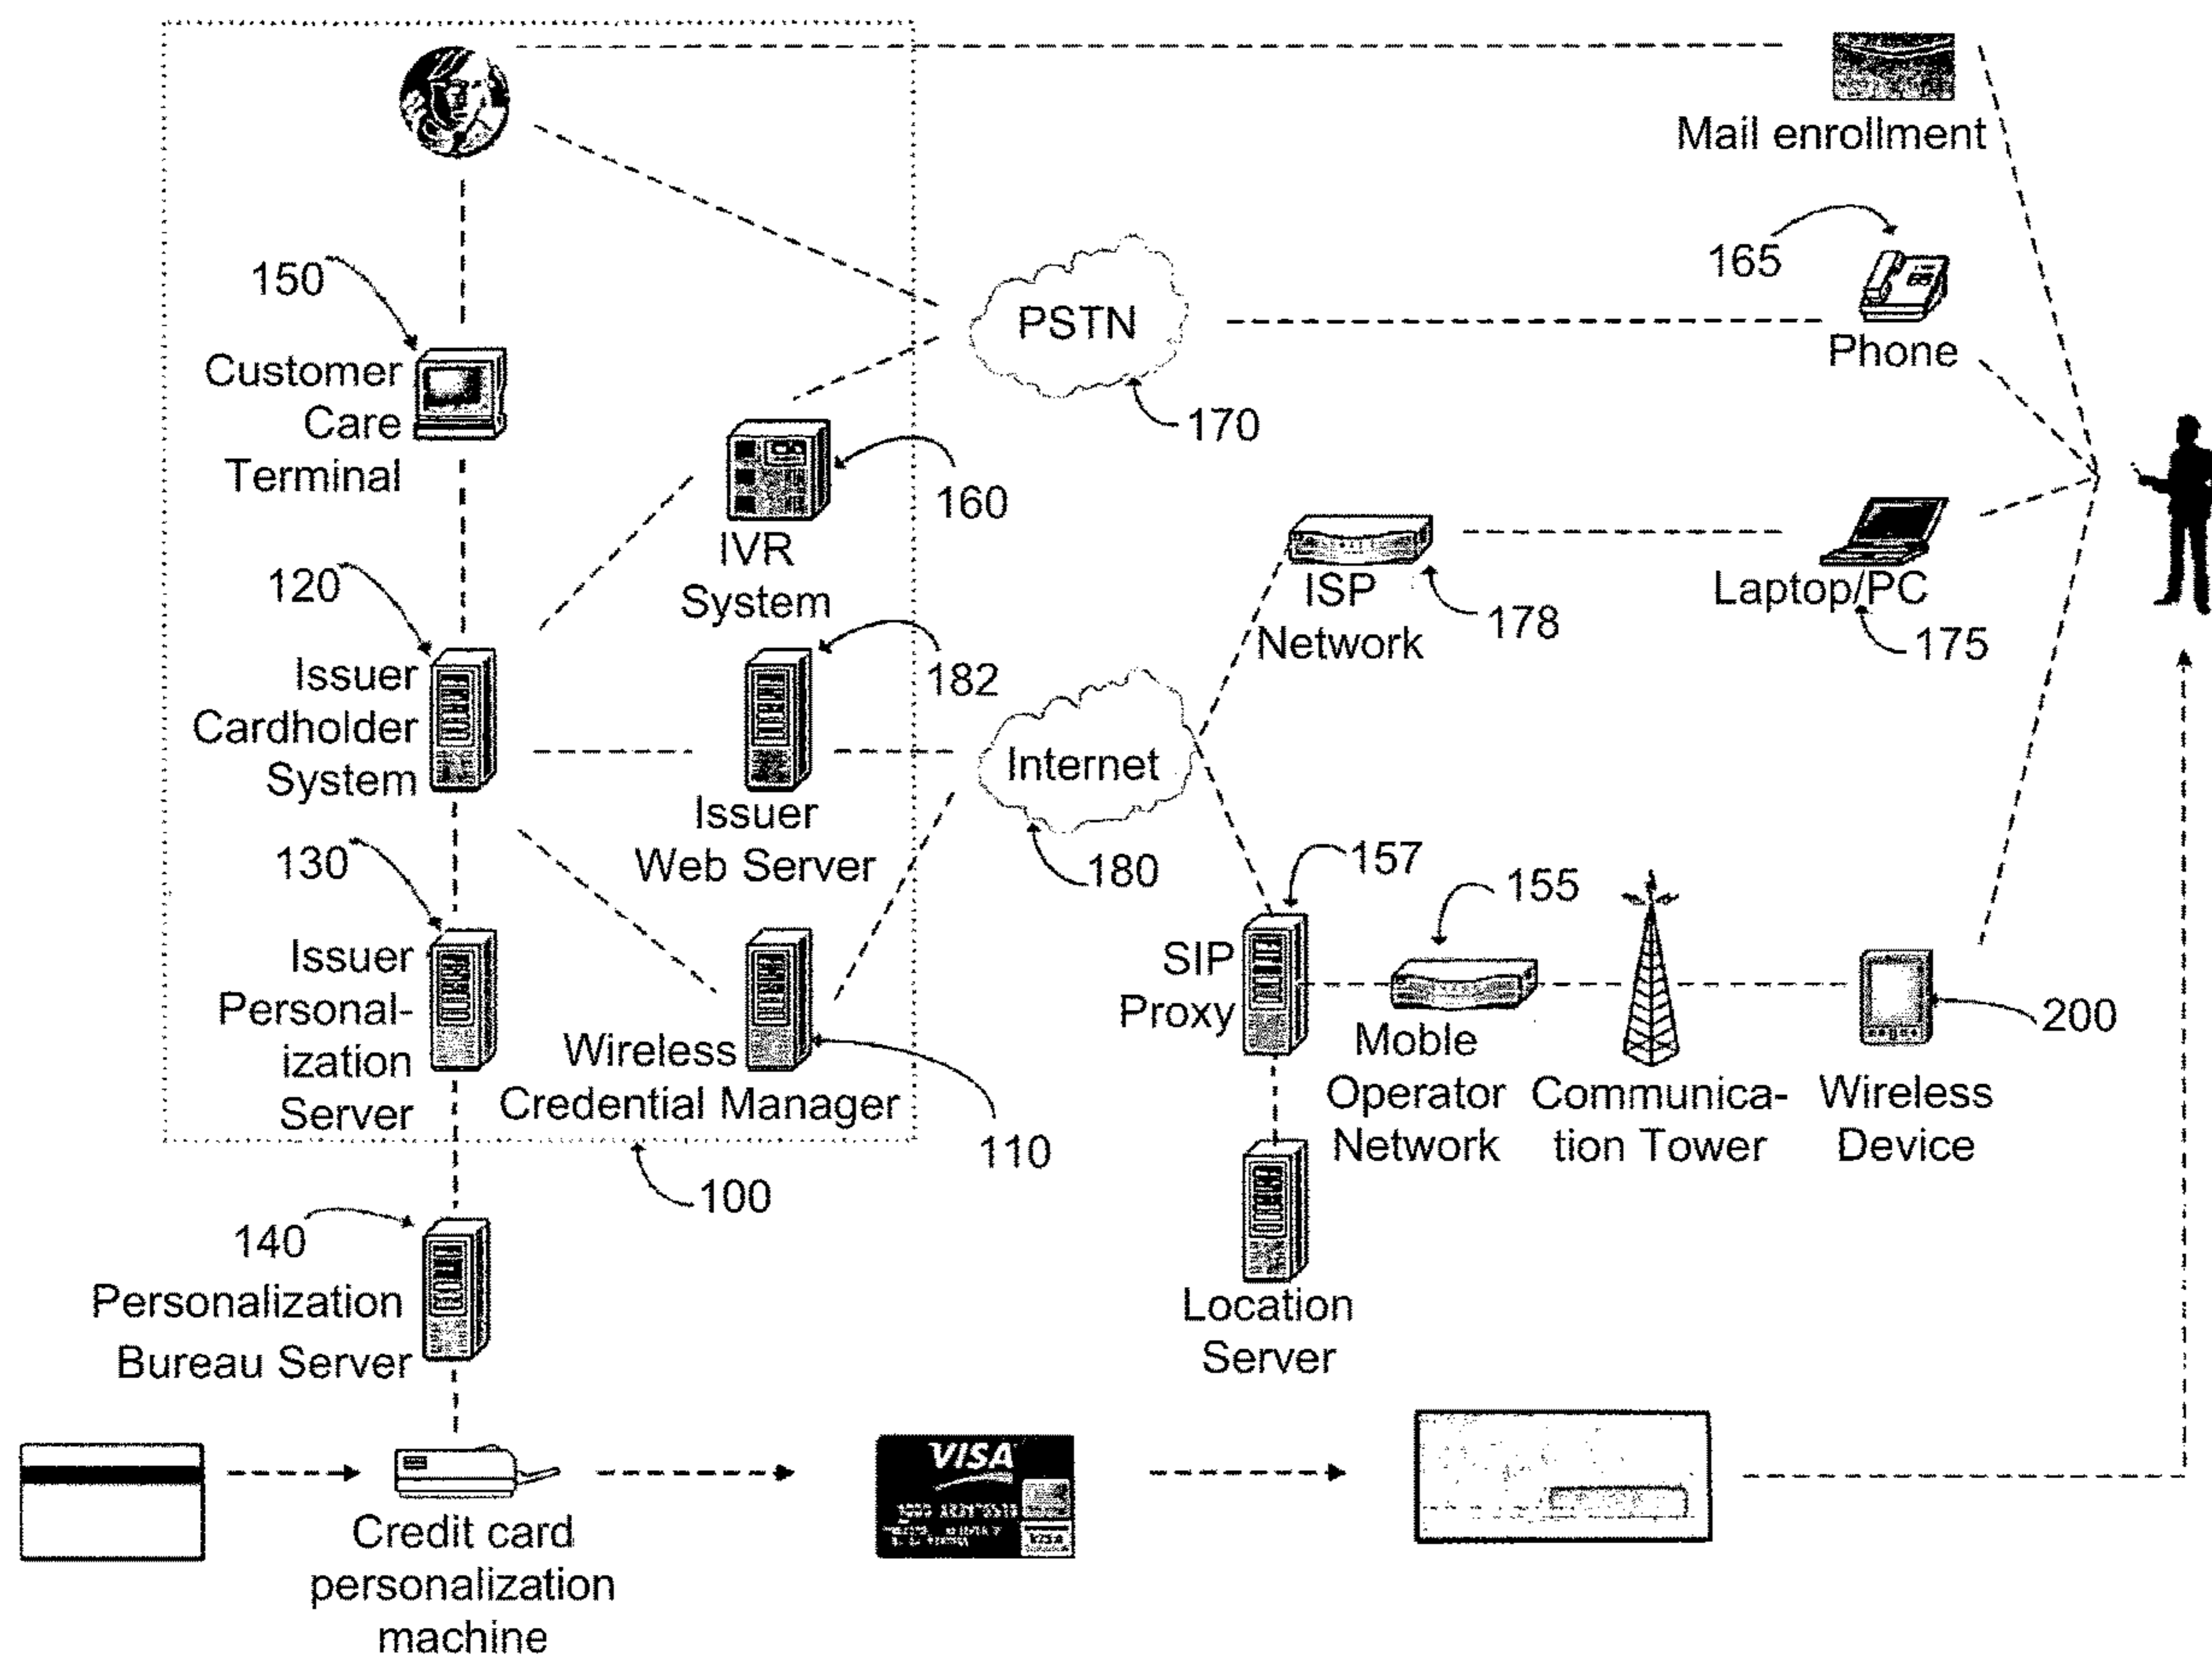 Mail enrollment
165
Phone
150
Customer
Care
Terminal
PSTN
170
160
IVR
System
ISP
Network
178
Laptop/PC
175
120
Issuer
Cardholder
System
182
Issuer
Web Server
Internet
180
130
Issuer
Personal-
ization
Server
Wireless
Credential Manager
110
100
157
SIP
Proxy
155
Moble
Operator
Network
Communica-
tion Tower
Wireless
Device
200
Location
Server
140
Personalization
Bureau Server
Credit card
personalization
machine
VISA
VISA